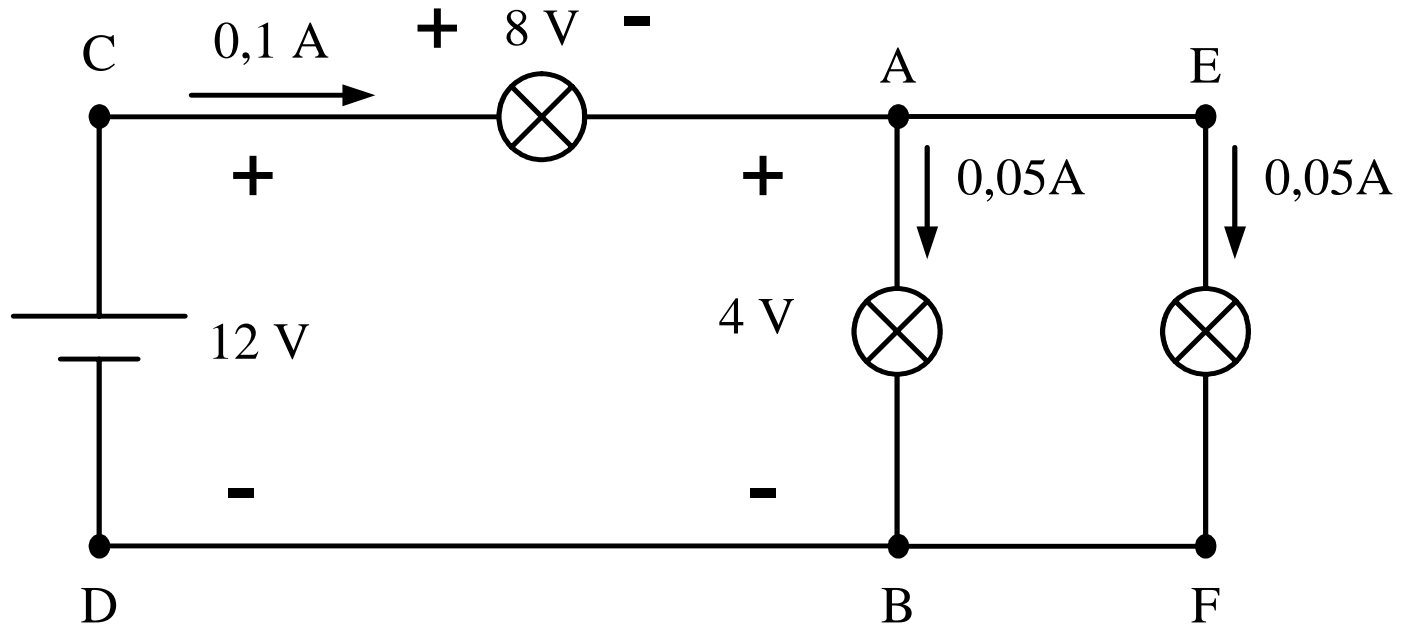 + 8 V -
C 0,1 A A E
+ + 0,05A 0,05A
12 V 4 V
- -
D B F